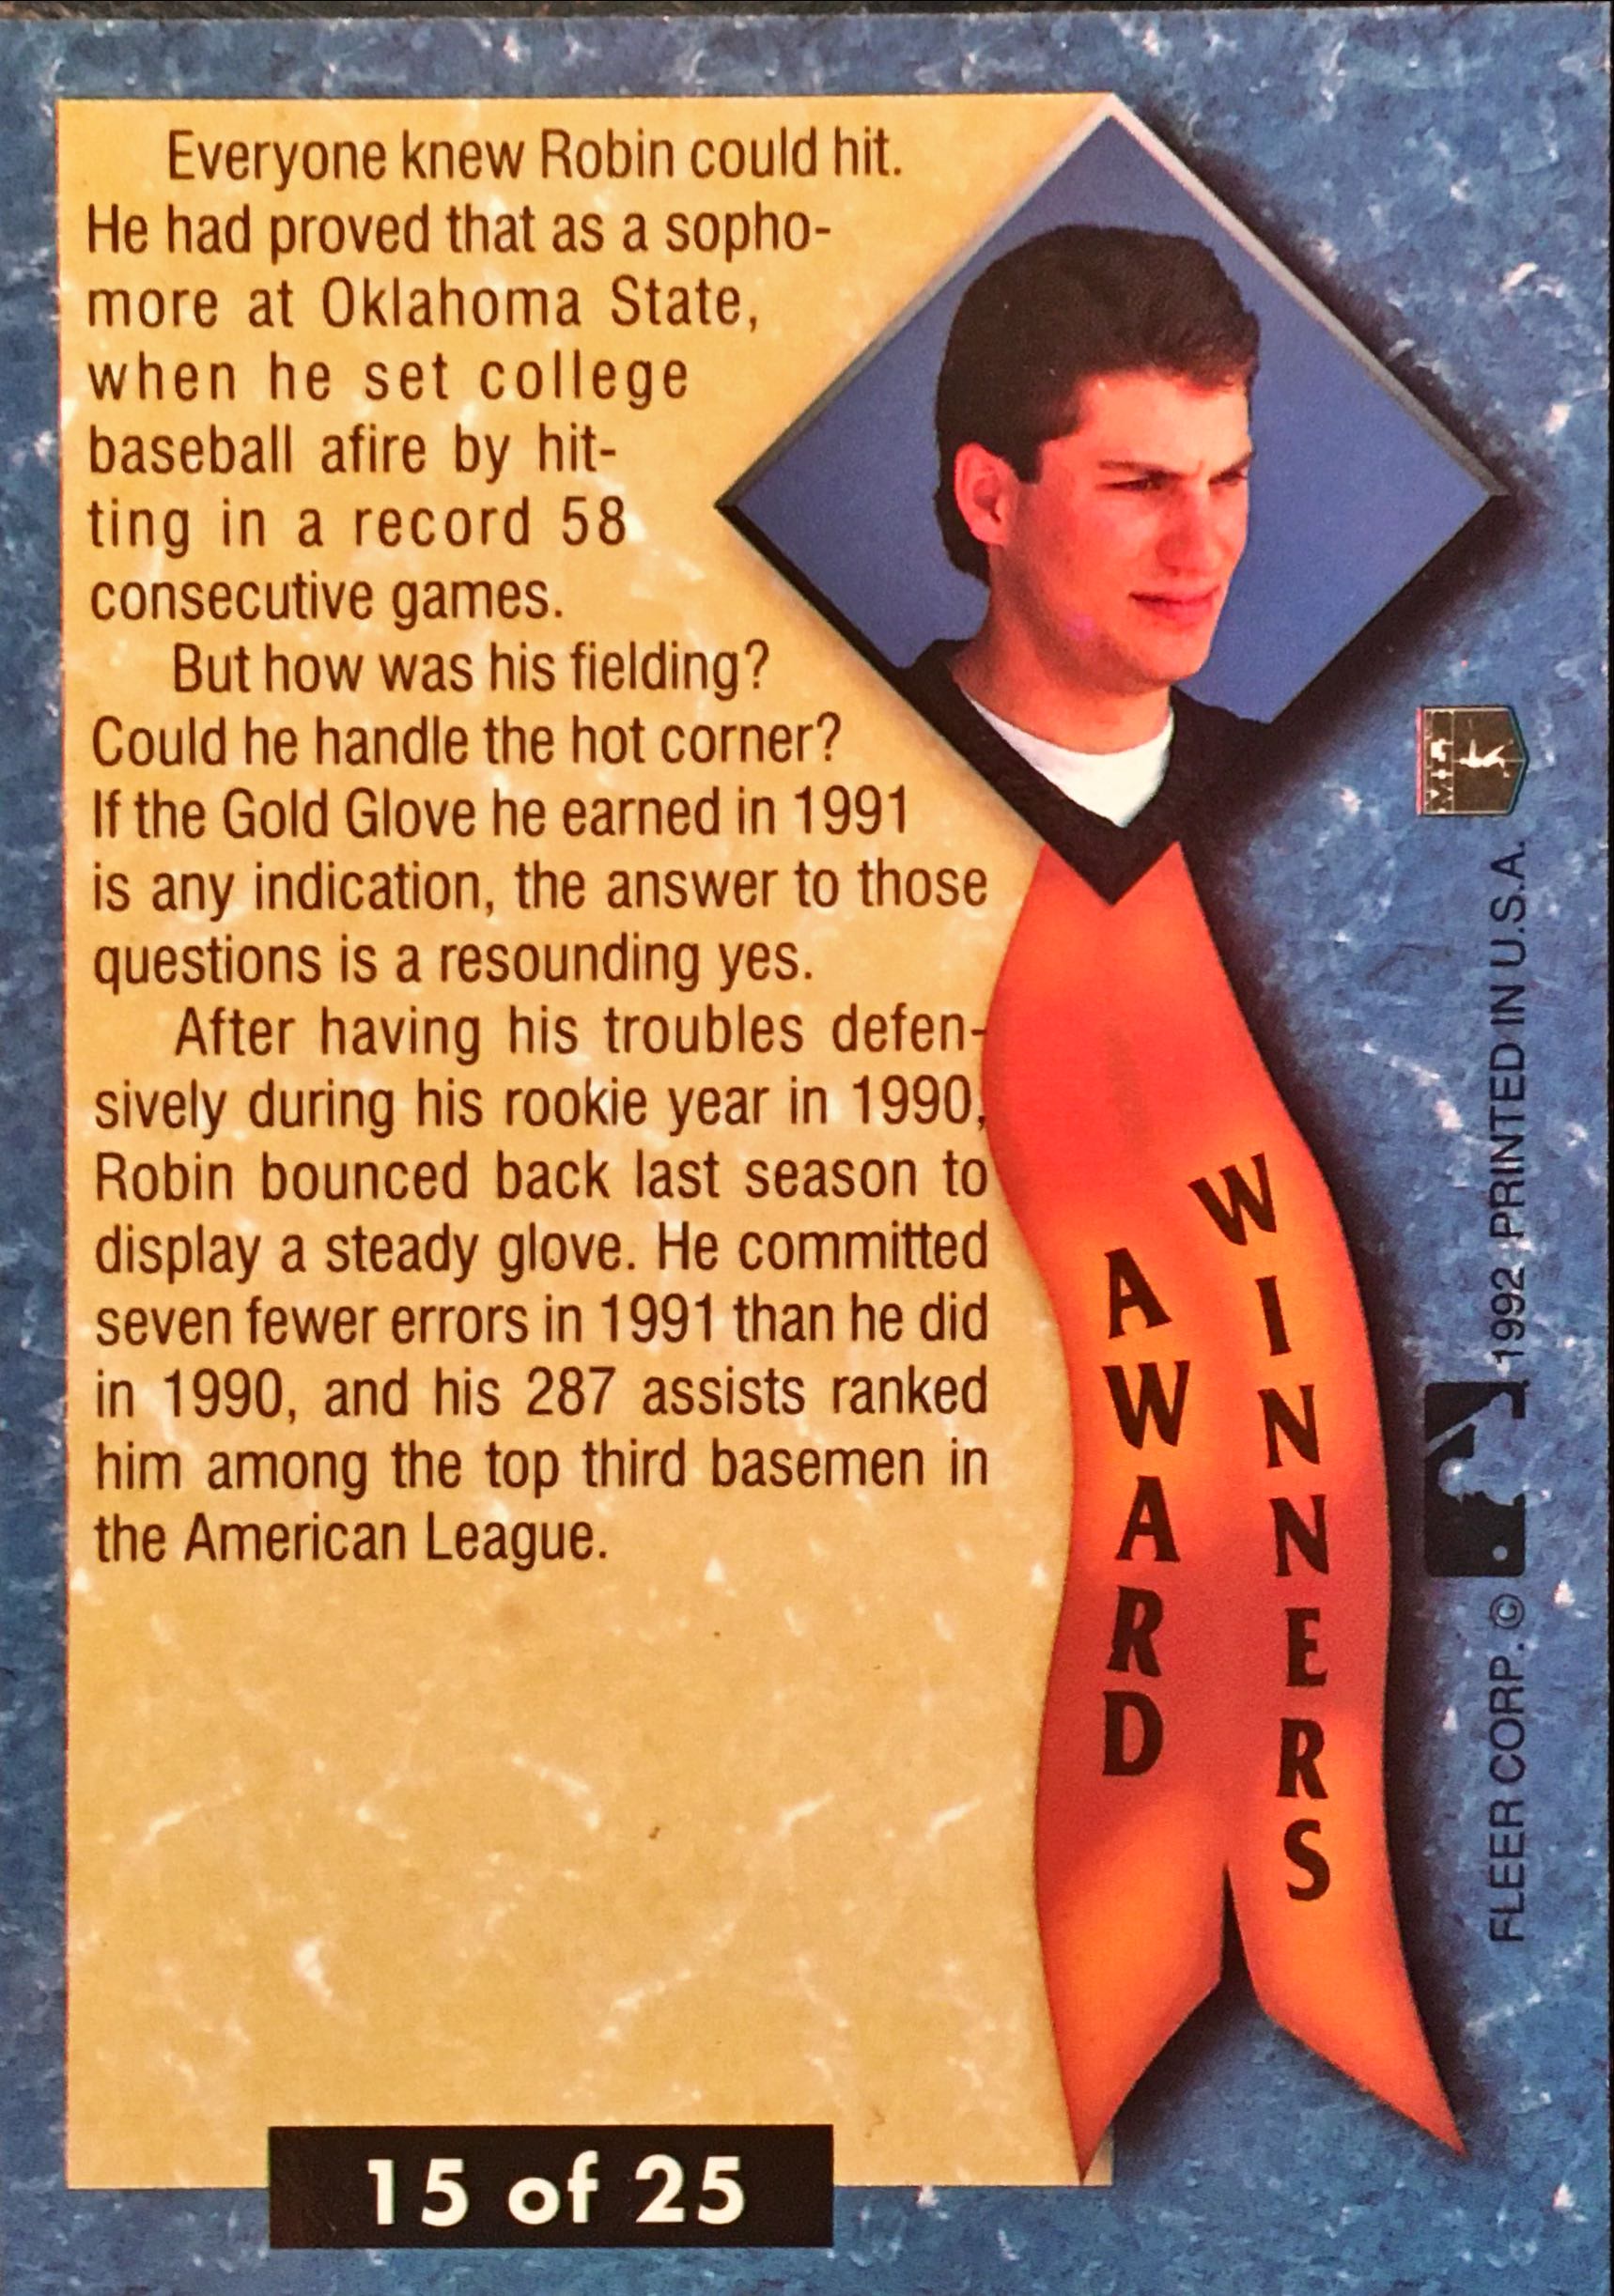 Everyone knew Robin could hit.
He had proved that as a sopho-
more at Oklahoma State,
when he set college
baseball afire by hit-
ting in a record 58
consecutive games.
But how was his fielding?
Could he handle the hot corner?
If the Gold Glove he earned in 1991
is any indication, the answer to those
questions is a resounding yes.
After having his troubles defen-
sively during his rookie year in 1990,
Robin bounced back last season to
display a steady glove. He committed
seven fewer errors in 1991 than he did
in 1990, and his 287 assists ranked
him among the top third basemen in
the American League.
AWARD
WINNERS
FLEER CORP. © 1992 PRINTED IN U.S.A.
15 of 25